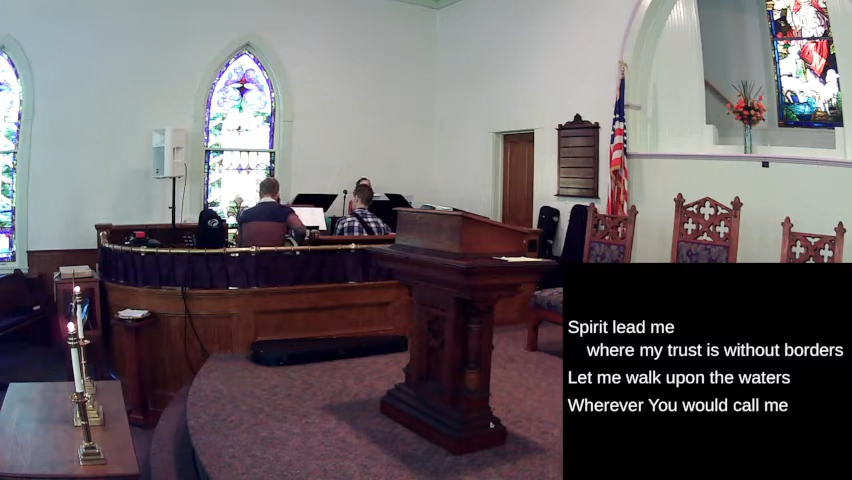 Spirit lead me
where my trust is without borders
Let me walk upon the waters
Wherever You would call me